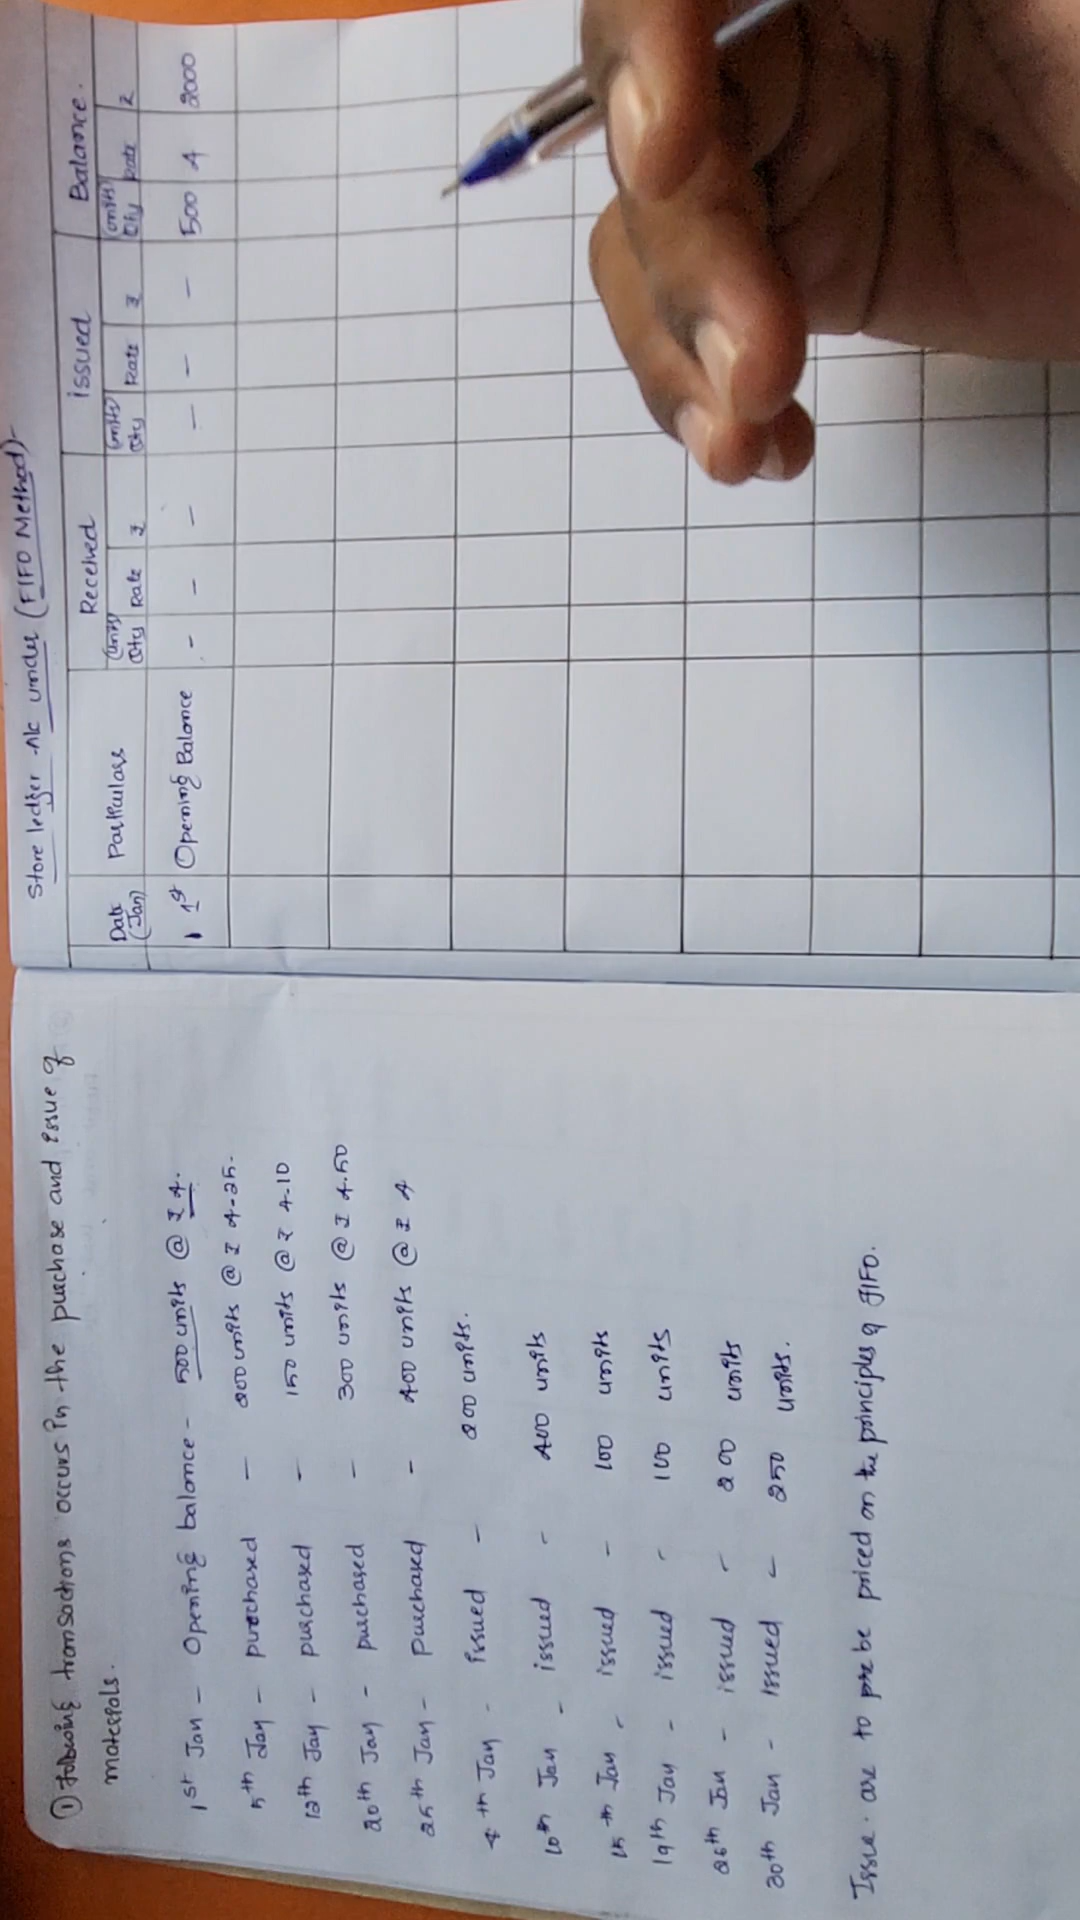 ① following transactions occurs in the purchase and issue of
materials.
1st Jan - Opening balance - 500 units @ ₹ 4.
5th Jan - purchased - 200 units @ ₹ 4-25.
12th Jan - purchased - 150 units @ ₹ 4-10
20th Jan - purchased - 300 units @ ₹ 4.50
25th Jan - purchased - 400 units @ ₹ 4
4th Jan - issued - 200 units.
10th Jan - issued - 400 units
15th Jan - issued - 100 units
19th Jan - issued - 100 units
26th Jan - issued - 200 units
30th Jan - issued - 250 units.
Issue are to be priced on the principles of FIFO.
Store ledger A/c under (FIFO Method)-
Received issued Balance.
Date (Jan) Particulars (units) Qty Rate ₹ (units) Qty Rate ₹ (units) Qty Rate ₹
1 1st Opening Balance - - - - - - 500 4 2000